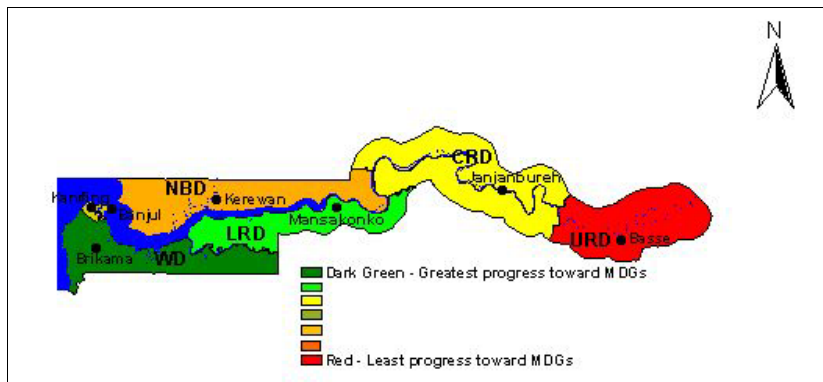 N
CRD
Janjanbureh
NBD
Kerewan
Kanifing
Banjul
Mansakonko
LRD
URD
Basse
Brikama
WD
Dark Green - Greatest progress toward MDGs
Red - Least progress toward MDGs